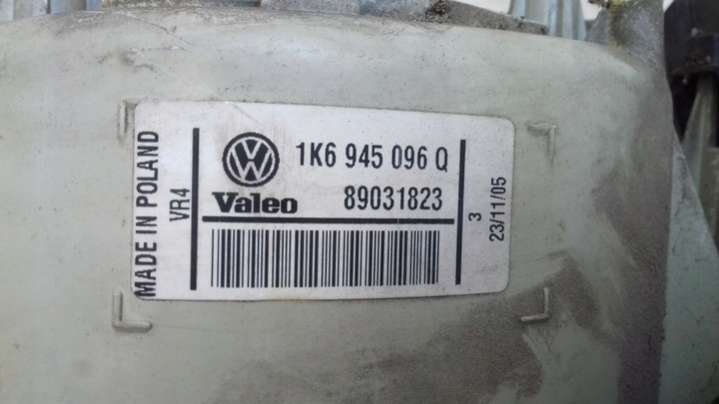 MADE IN POLAND
VR4
1K6 945 096 Q
Valeo
89031823
3
23/11/05